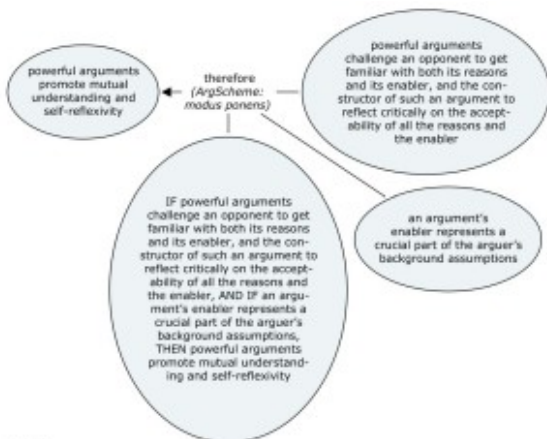 powerful arguments
promote mutual
understanding and
self-reflexivity
therefore
(ArgScheme:
modus ponens)
powerful arguments
challenge an opponent to get
familiar with both its reasons
and its enabler, and the con-
structor of such an argument to
reflect critically on the accept-
ability of all the reasons and
the enabler
an argument's
enabler represents a
crucial part of the arguer's
background assumptions
IF powerful arguments
challenge an opponent to get
familiar with both its reasons
and its enabler, and the con-
structor of such an argument to
reflect critically on the accept-
ability of all the reasons and
the enabler, AND IF an argu-
ment's enabler represents a
crucial part of the arguer's
background assumptions,
THEN powerful arguments
promote mutual understand-
ing and self-reflexivity